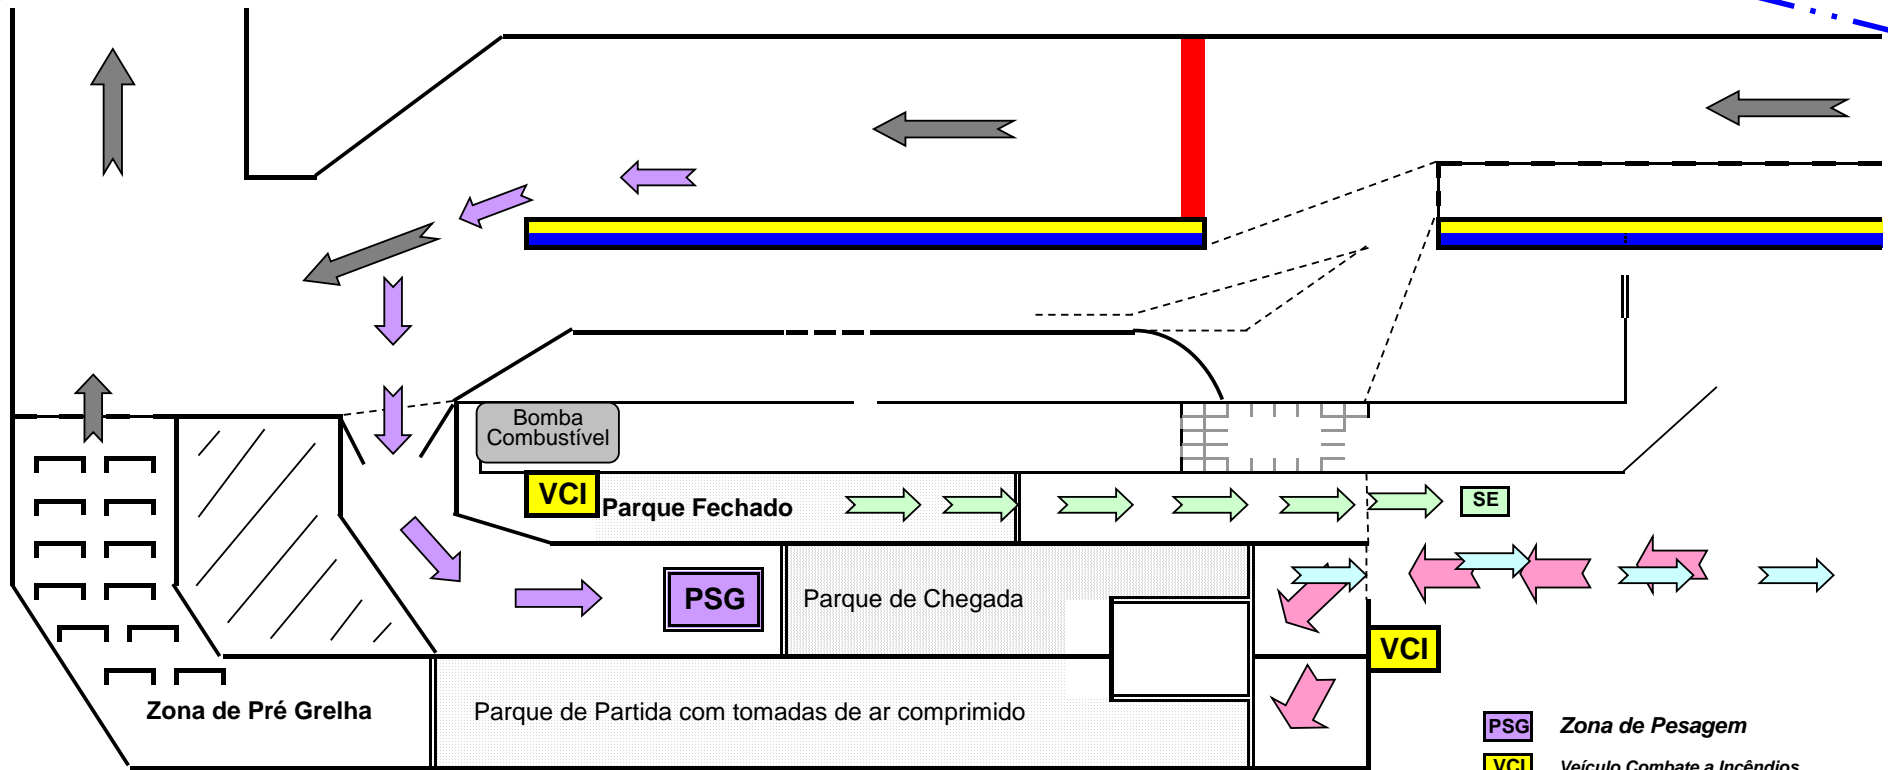 Bomba
Combustível
VCI
Parque Fechado
SE
PSG
Parque de Chegada
VCI
Zona de Pré Grelha
Parque de Partida com tomadas de ar comprimido
PSG Zona de Pesagem
VCI Veículo Combate a Incêndios